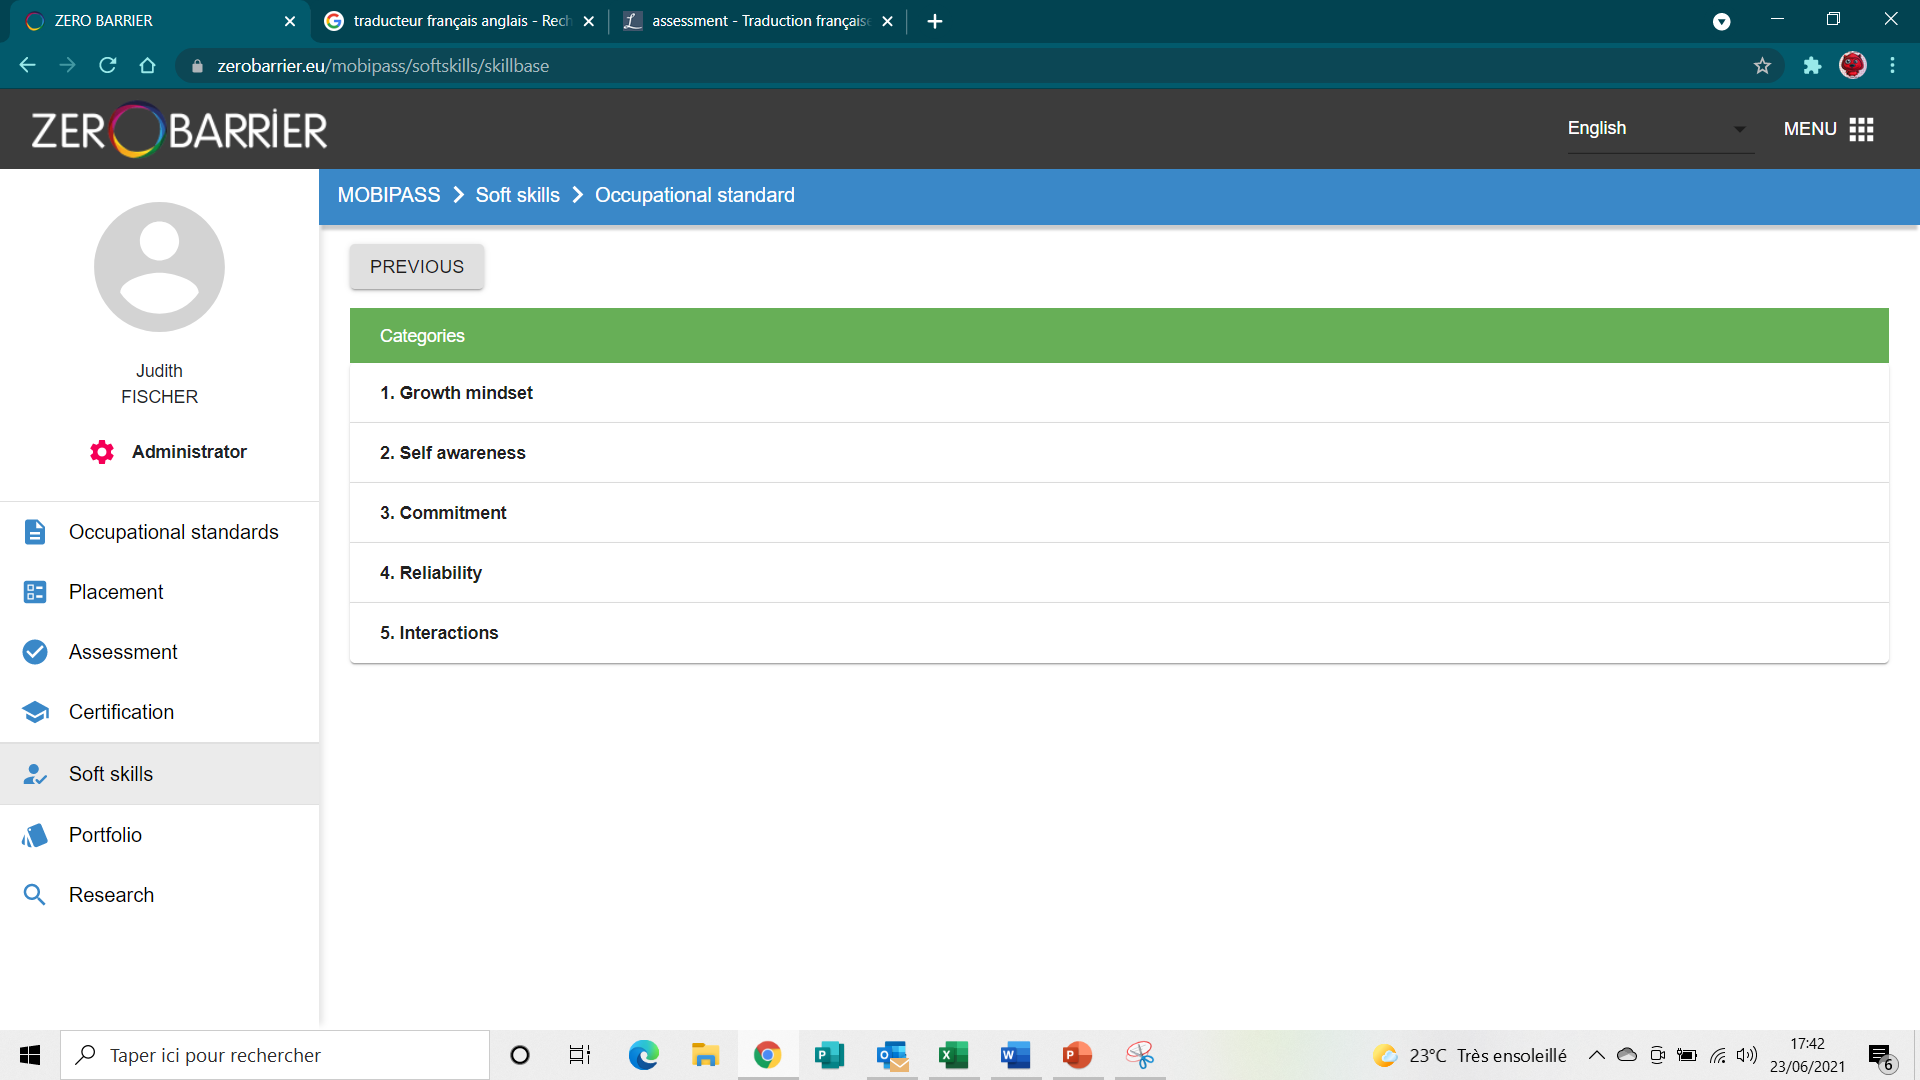 ZERO BARRIER
traducteur français anglais - Rech
assessment - Traduction française
zerobarrier.eu/mobipass/softskills/skillbase
ZEROBARRIER
English
MENU
MOBIPASS
Soft skills
Occupational standard
Judith
FISCHER
Administrator
Occupational standards
Placement
Assessment
Certification
Soft skills
Portfolio
Research
PREVIOUS
Categories
1. Growth mindset
2. Self awareness
3. Commitment
4. Reliability
5. Interactions
Taper ici pour rechercher
23°C Très ensoleillé
17:42
23/06/2021
6